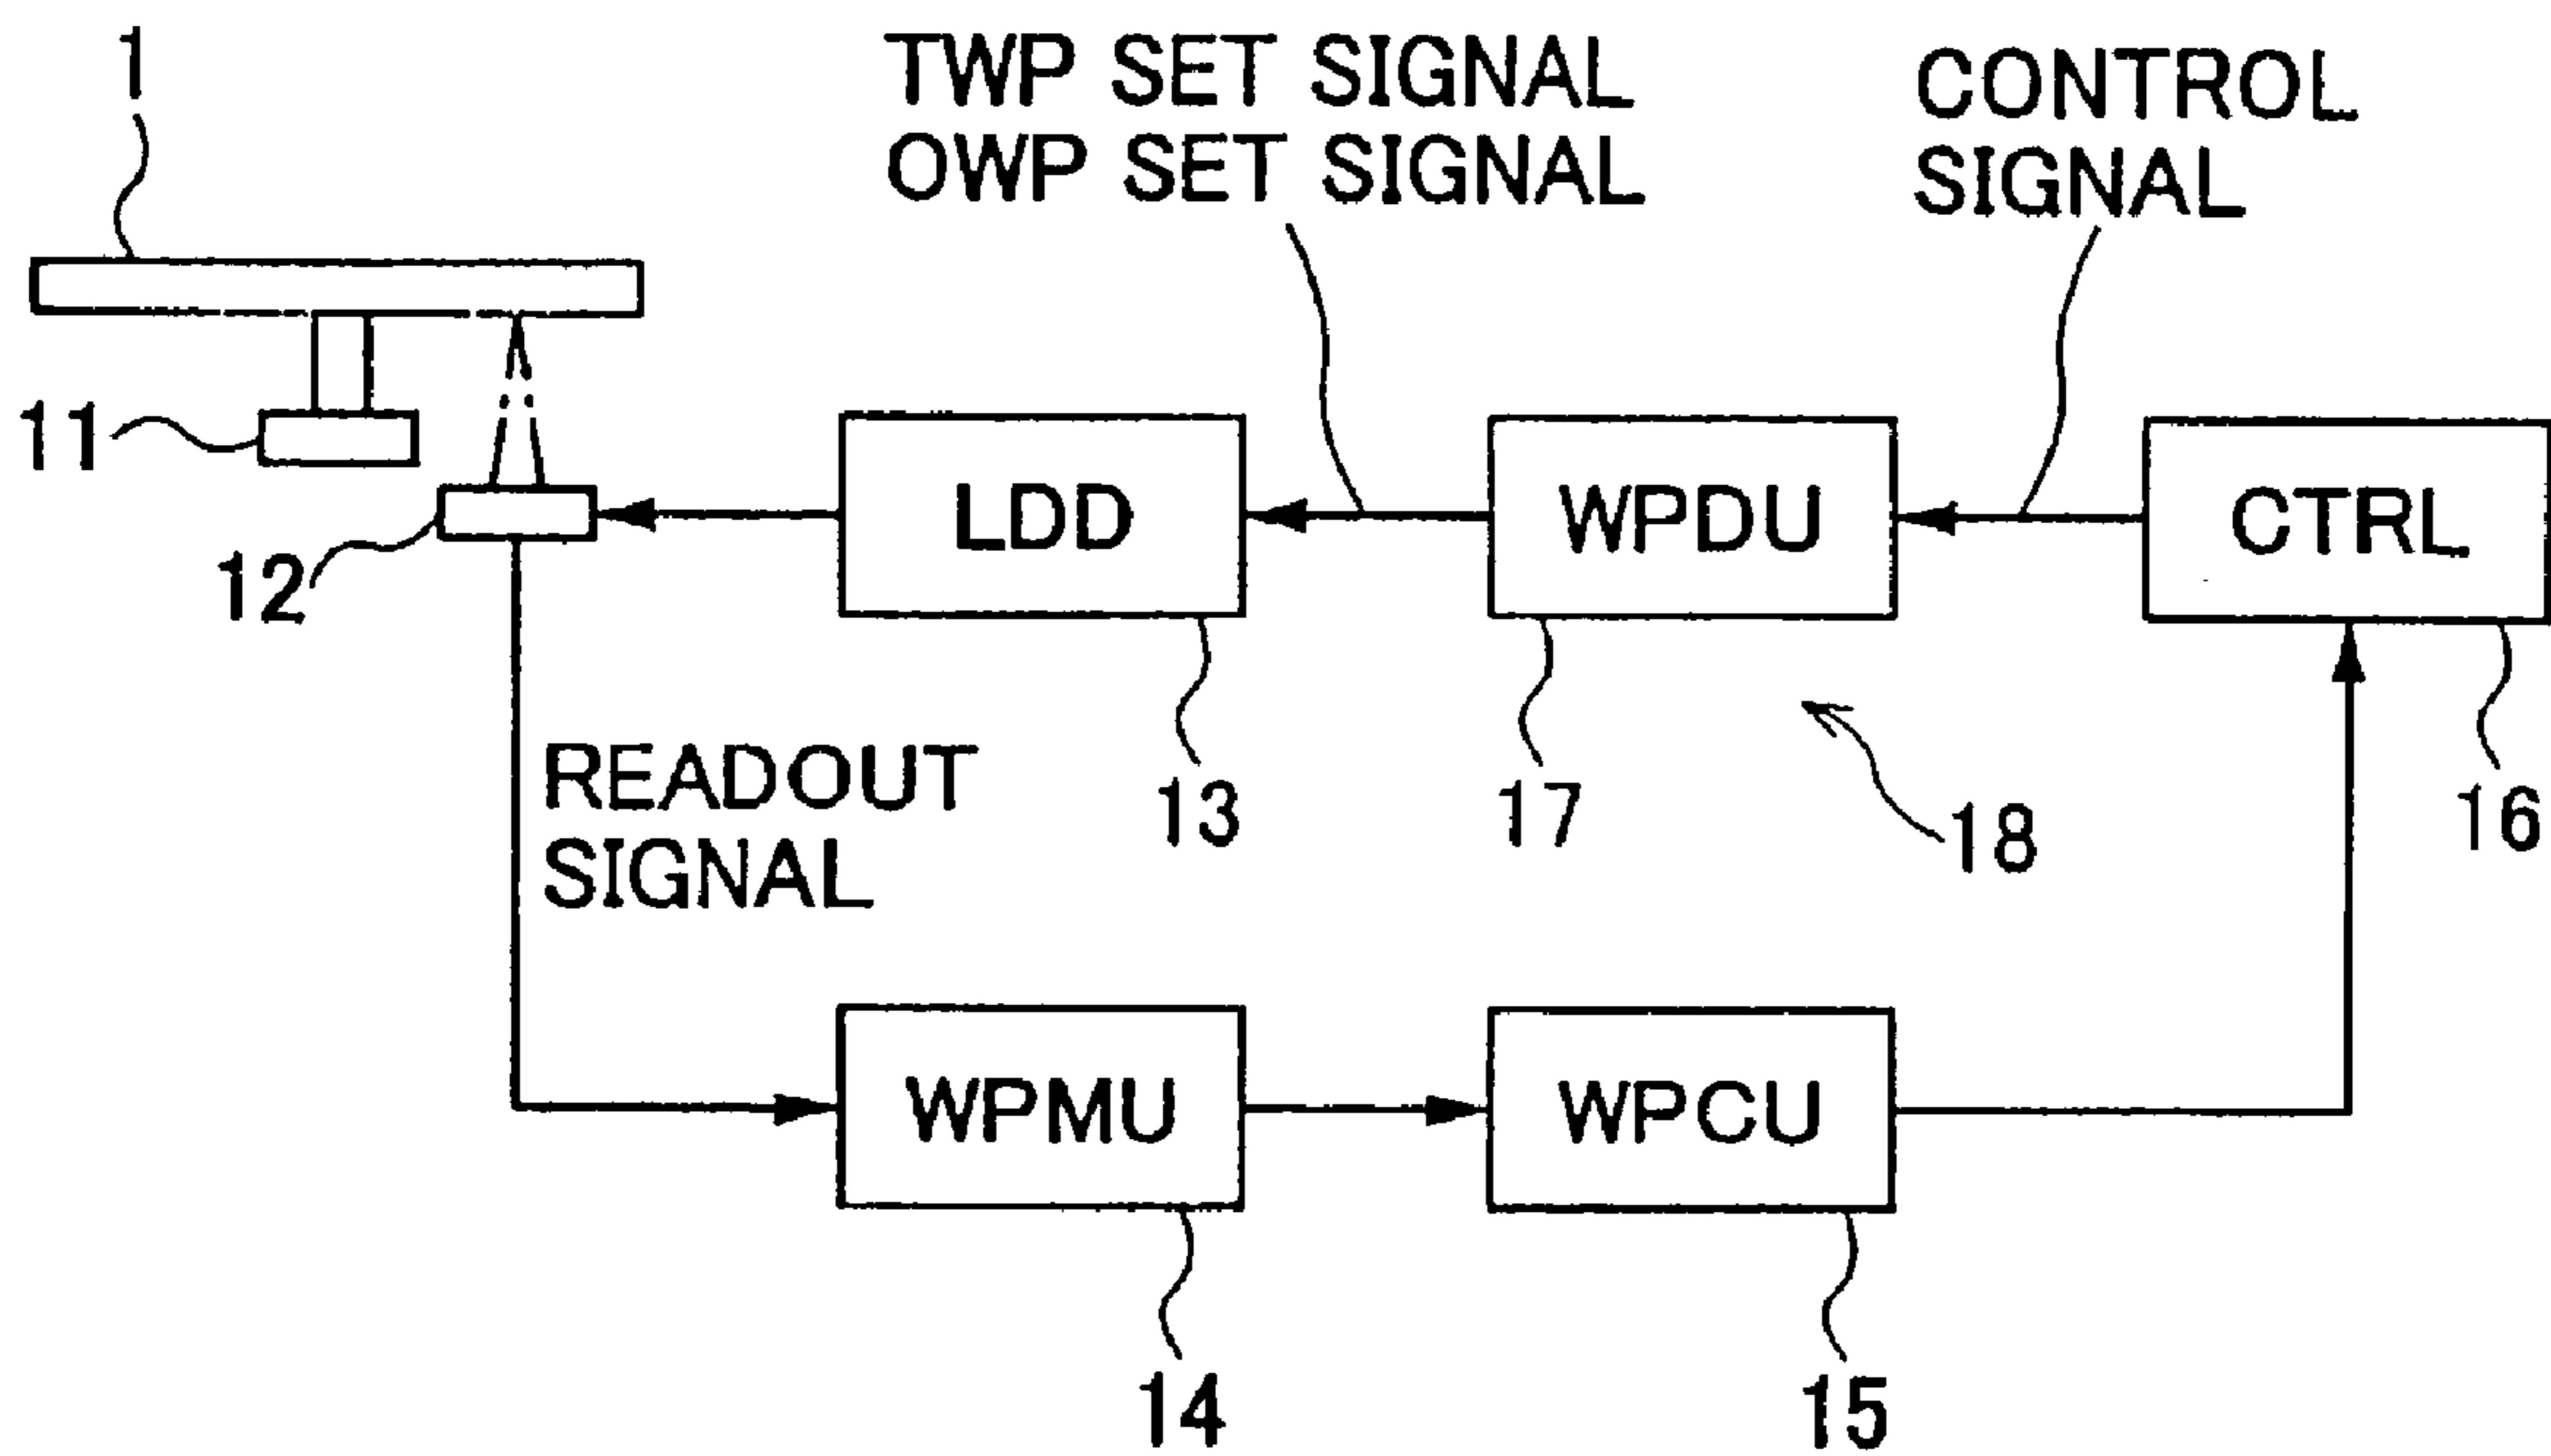 1
TWP SET SIGNAL
OWP SET SIGNAL
CONTROL
SIGNAL
11
12
LDD
WPDU
CTRL
13
17
18
16
READOUT
SIGNAL
WPMU
WPCU
14
15